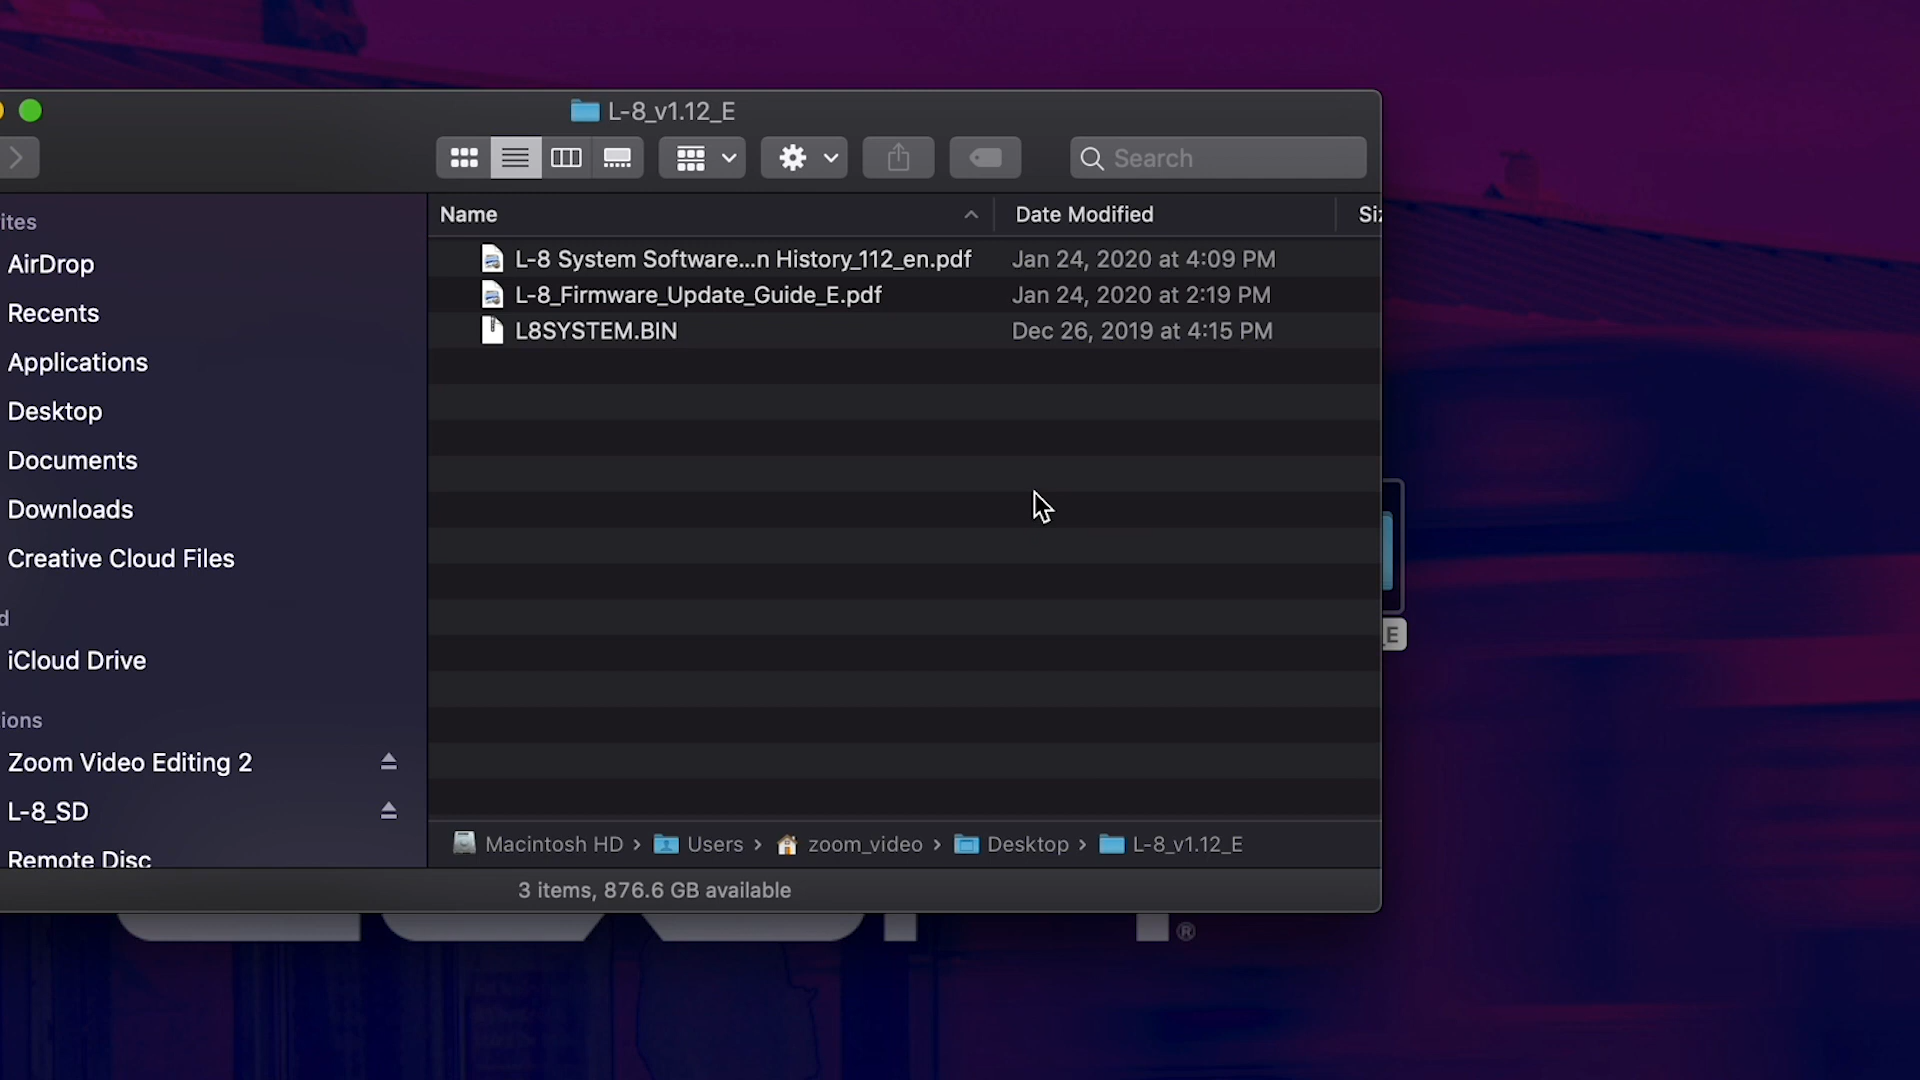 L-8_v1.12_E
Search
ites
Name
Date Modified
Siz
AirDrop
L-8 System Software...n History_112_en.pdf
Jan 24, 2020 at 4:09 PM
L-8_Firmware_Update_Guide_E.pdf
Jan 24, 2020 at 2:19 PM
L8SYSTEM.BIN
Dec 26, 2019 at 4:15 PM
Recents
Applications
Desktop
Documents
Downloads
Creative Cloud Files
d
iCloud Drive
ions
Zoom Video Editing 2
L-8_SD
Remote Disc
_E
Macintosh HD › Users › zoom_video › Desktop › L-8_v1.12_E
3 items, 876.6 GB available
®